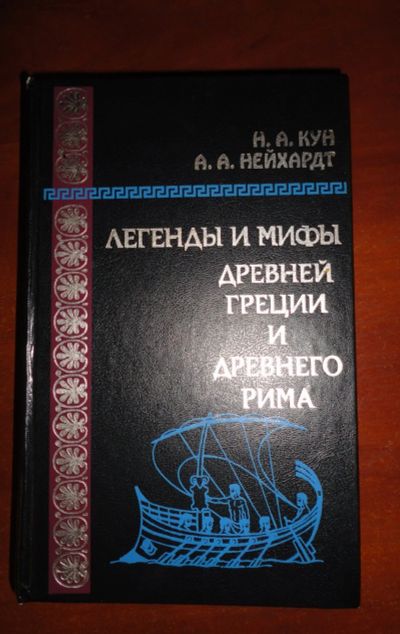 Н. А. КУН
А. А. НЕЙХАРДТ
ЛЕГЕНДЫ И МИФЫ
ДРЕВНЕЙ
ГРЕЦИИ
И
ДРЕВНЕГО
РИМА